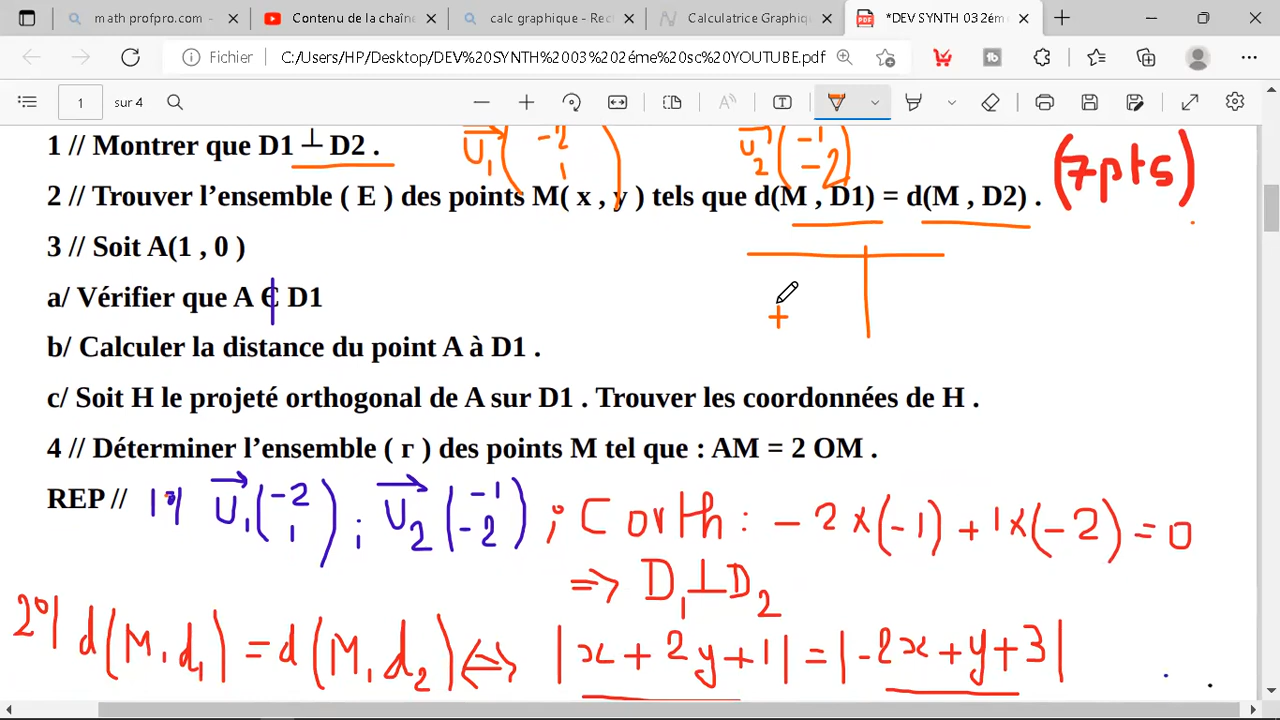 math profpro.com -
Contenu de la chaîne
calc graphique - Rec
Calculatrice Graphiqu
*DEV SYNTH 03 2ém
Fichier
C:/Users/HP/Desktop/DEV%20SYNTH%2003%202éme%20sc%20YOUTUBE.pdf
1 sur 4
1 // Montrer que D1 ⊥ D2 .
U₁ ( -2 1 )
U₂ ( -1 -2 )
(7pts)
2 // Trouver l’ensemble ( E ) des points M( x , y ) tels que d(M , D1) = d(M , D2) .
3 // Soit A(1 , 0 )
+
a/ Vérifier que A ∉ D1
b/ Calculer la distance du point A à D1 .
c/ Soit H le projeté orthogonal de A sur D1 . Trouver les coordonnées de H .
4 // Déterminer l’ensemble ( г ) des points M tel que : AM = 2 OM .
REP // 1°/ U₁ ( -2 1 ) ; U₂ ( -1 -2 ) ; C orth : - 2 x (-1) + 1 x (-2) = 0
=> D₁ ⊥ D₂
2°/ d(M, d₁) = d(M, d₂) <=> |x + 2y + 1| = |-2x + y + 3|